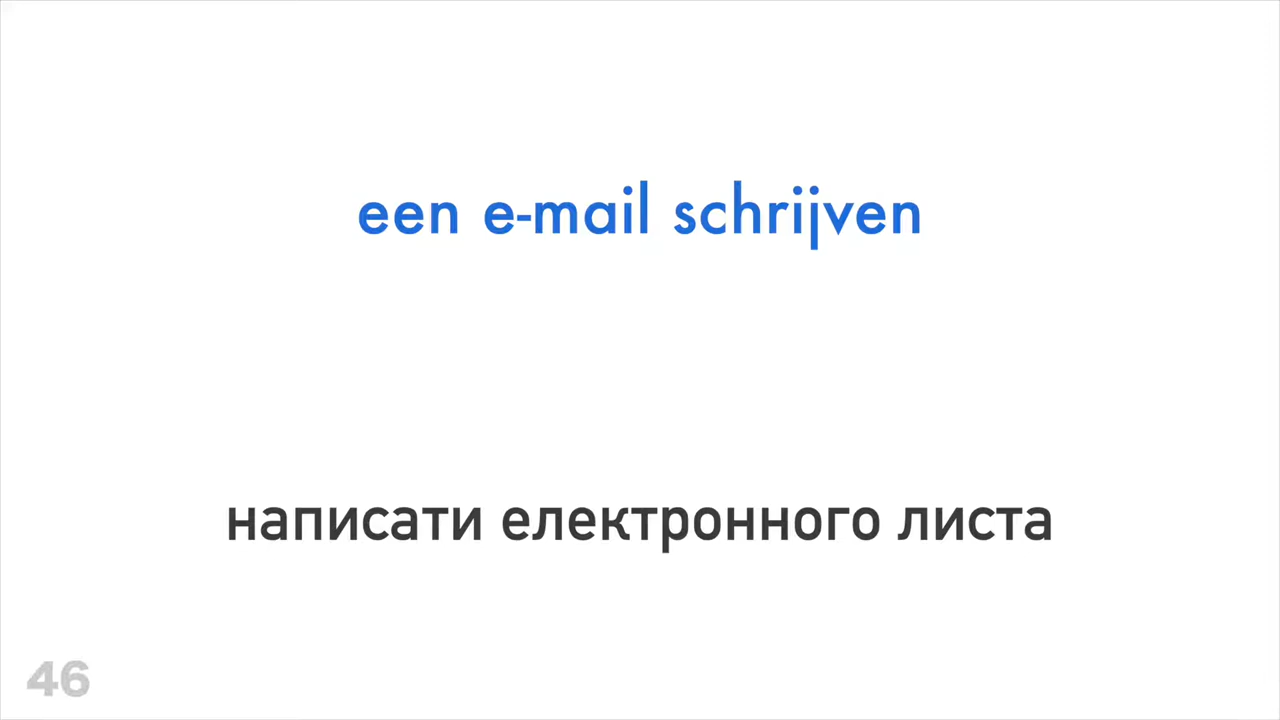 een e-mail schrijven
написати електронного листа
46